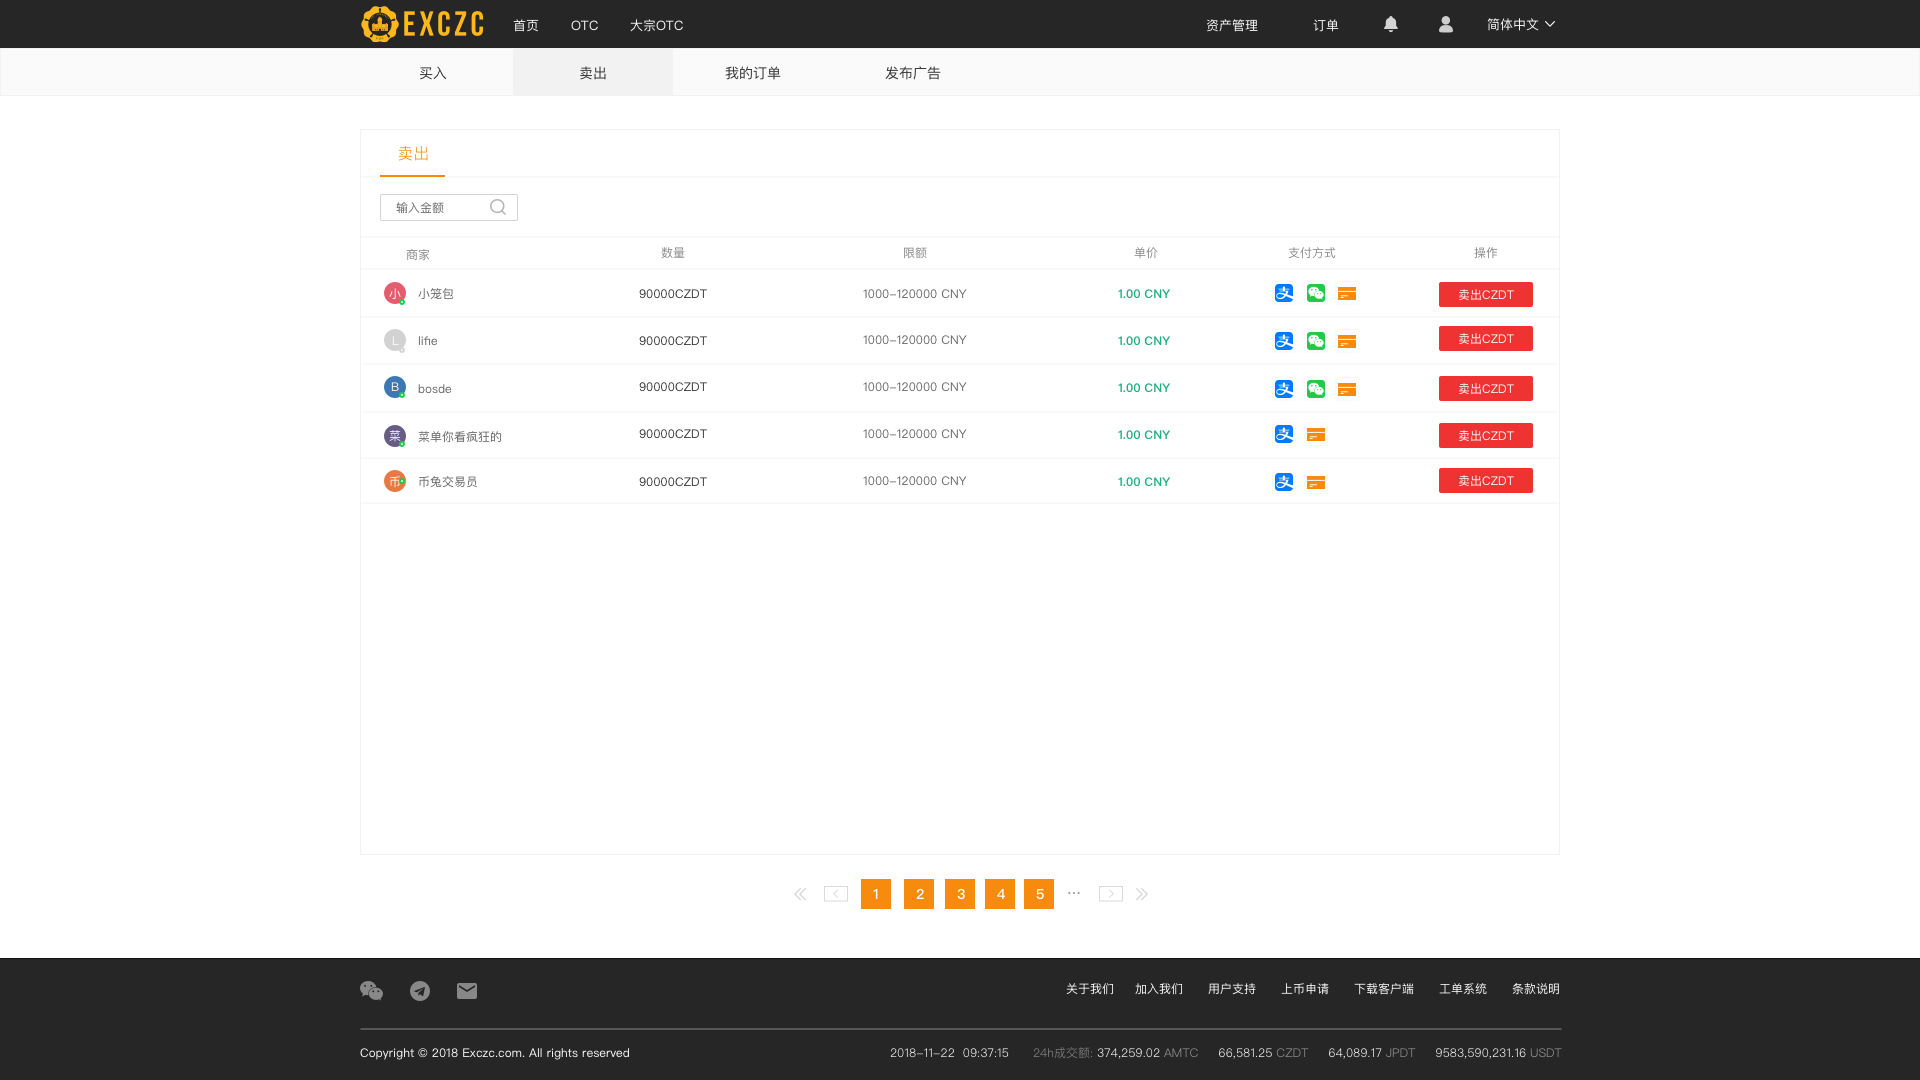 EXCZC 首页 OTC 大宗OTC 资产管理 订单 简体中文
买入 卖出 我的订单 发布广告
卖出
输入金额
商家 数量 限额 单价 支付方式 操作
小 小笼包 90000CZDT 1000-120000 CNY 1.00 CNY 支 卖出CZDT
L lifie 90000CZDT 1000-120000 CNY 1.00 CNY 支 卖出CZDT
B bosde 90000CZDT 1000-120000 CNY 1.00 CNY 支 卖出CZDT
菜 菜单你看疯狂的 90000CZDT 1000-120000 CNY 1.00 CNY 支 卖出CZDT
币 币兔交易员 90000CZDT 1000-120000 CNY 1.00 CNY 支 卖出CZDT
1 2 3 4 5 ···
关于我们 加入我们 用户支持 上币申请 下载客户端 工单系统 条款说明
Copyright © 2018 Exczc.com. All rights reserved 2018-11-22 09:37:15 24h成交额: 374,259.02 AMTC 66,581.25 CZDT 64,089.17 JPDT 9583,590,231.16 USDT